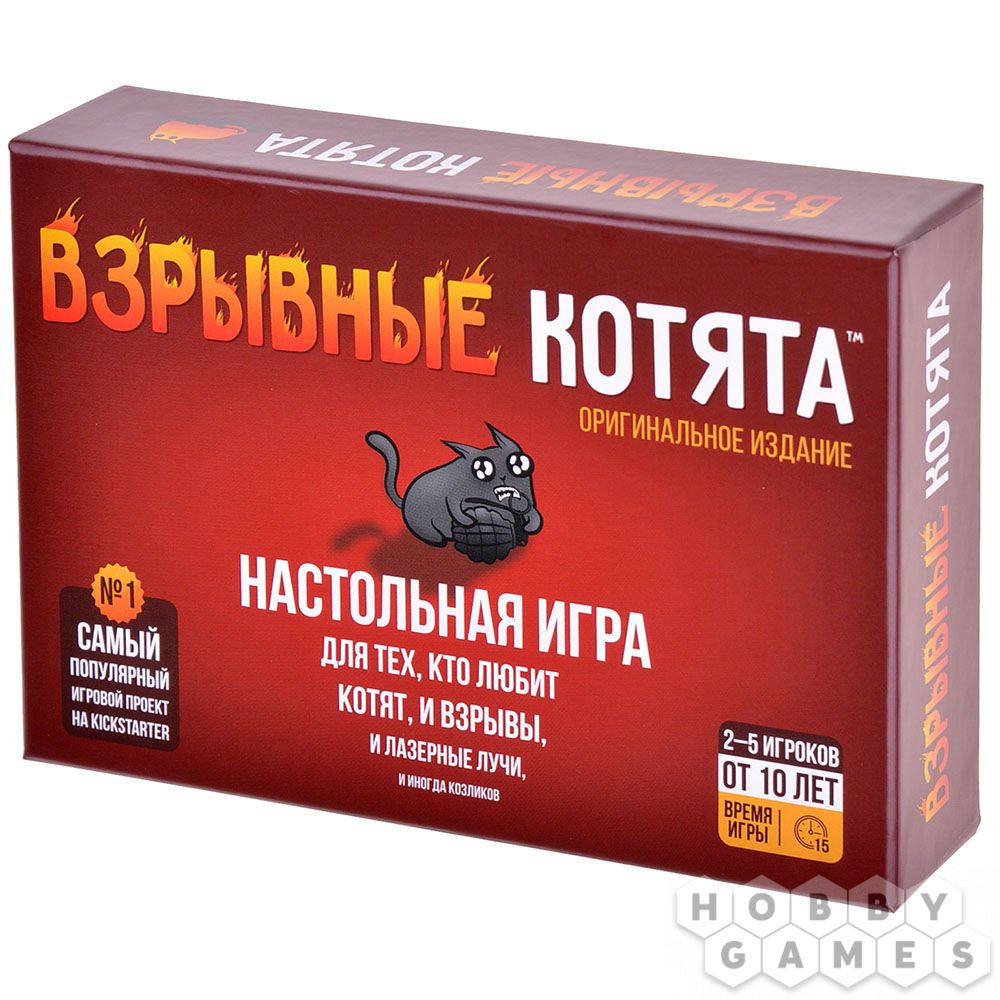 ВЗРЫВНЫЕ КОТЯТА
ВЗРЫВНЫЕ КОТЯТА™
ОРИГИНАЛЬНОЕ ИЗДАНИЕ
НАСТОЛЬНАЯ ИГРА
ДЛЯ ТЕХ, КТО ЛЮБИТ
КОТЯТ, И ВЗРЫВЫ,
И ЛАЗЕРНЫЕ ЛУЧИ,
И ИНОГДА КОЗЛИКОВ
№1
САМЫЙ
ПОПУЛЯРНЫЙ
ИГРОВОЙ ПРОЕКТ
НА KICKSTARTER
2–5 ИГРОКОВ
ОТ 10 ЛЕТ
ВРЕМЯ
ИГРЫ
15
ВЗРЫВНЫЕ КОТЯТА
HOBBY
GAMES